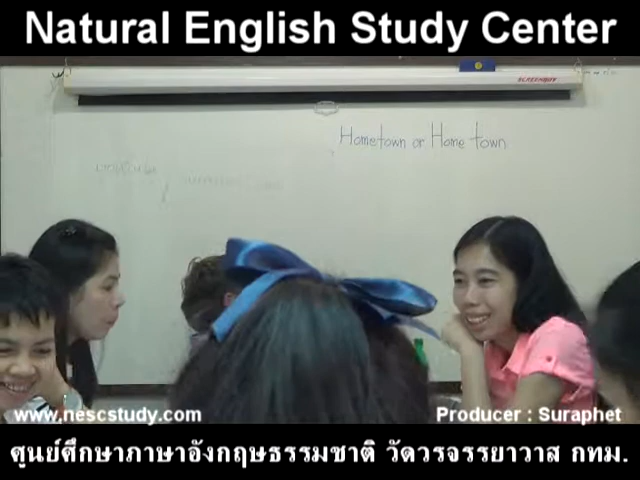 Natural English Study Center
Hometown or Home town
www.nescstudy.com
Producer : Suraphet
ศูนย์ศึกษาภาษาอังกฤษธรรมชาติ วัดวรจรรยาวาส กทม.